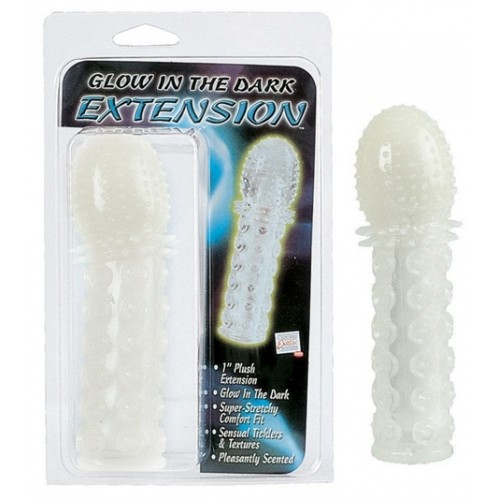 GLOW IN THE DARK
EXTENSION™
• 1" Plush
Extension
• Glow In The Dark
• Super-Stretchy
Comfort Fit
• Sensual Ticklers
& Textures
• Pleasantly Scented